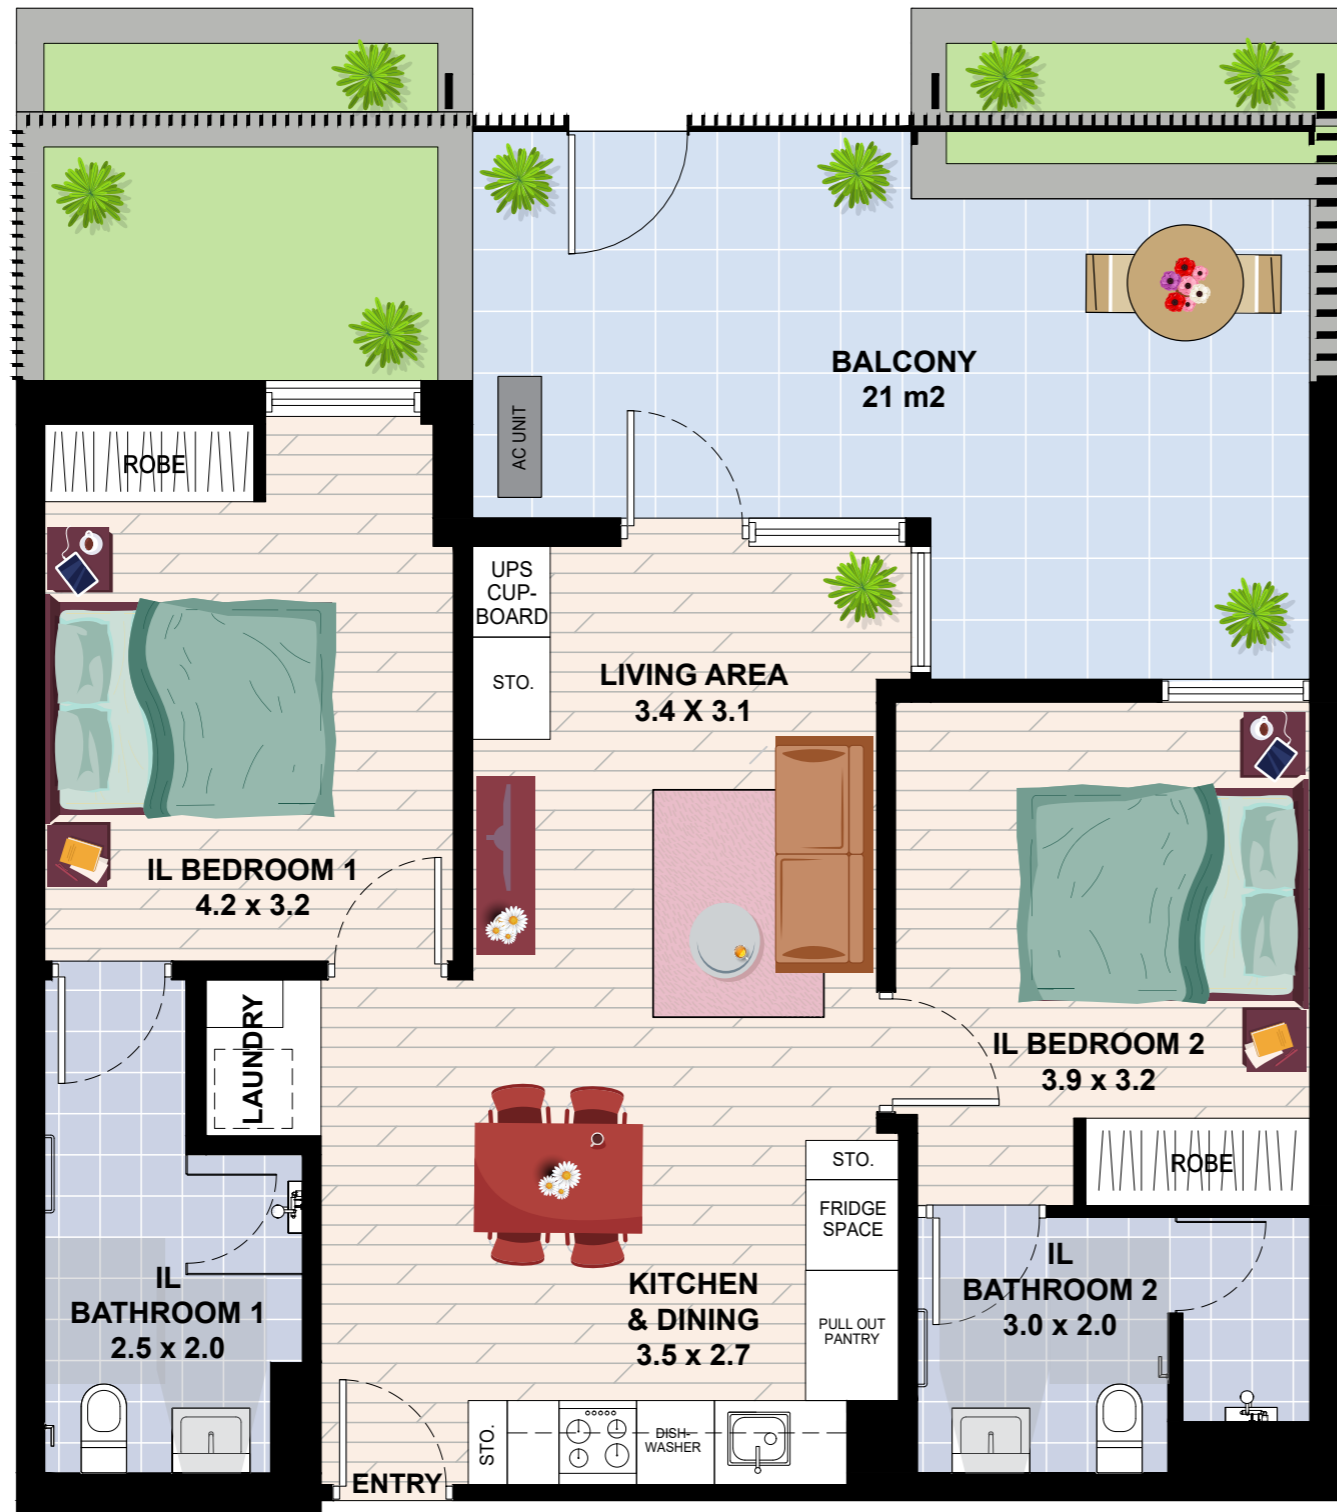 BALCONY
21 m2
AC UNIT
ROBE
UPS
CUP-
BOARD
STO.
LIVING AREA
3.4 X 3.1
IL BEDROOM 1
4.2 x 3.2
LAUNDRY
IL BEDROOM 2
3.9 x 3.2
ROBE
STO.
FRIDGE
SPACE
PULL OUT
PANTRY
KITCHEN
& DINING
3.5 x 2.7
IL
BATHROOM 1
2.5 x 2.0
IL
BATHROOM 2
3.0 x 2.0
STO.
DISH-
WASHER
ENTRY